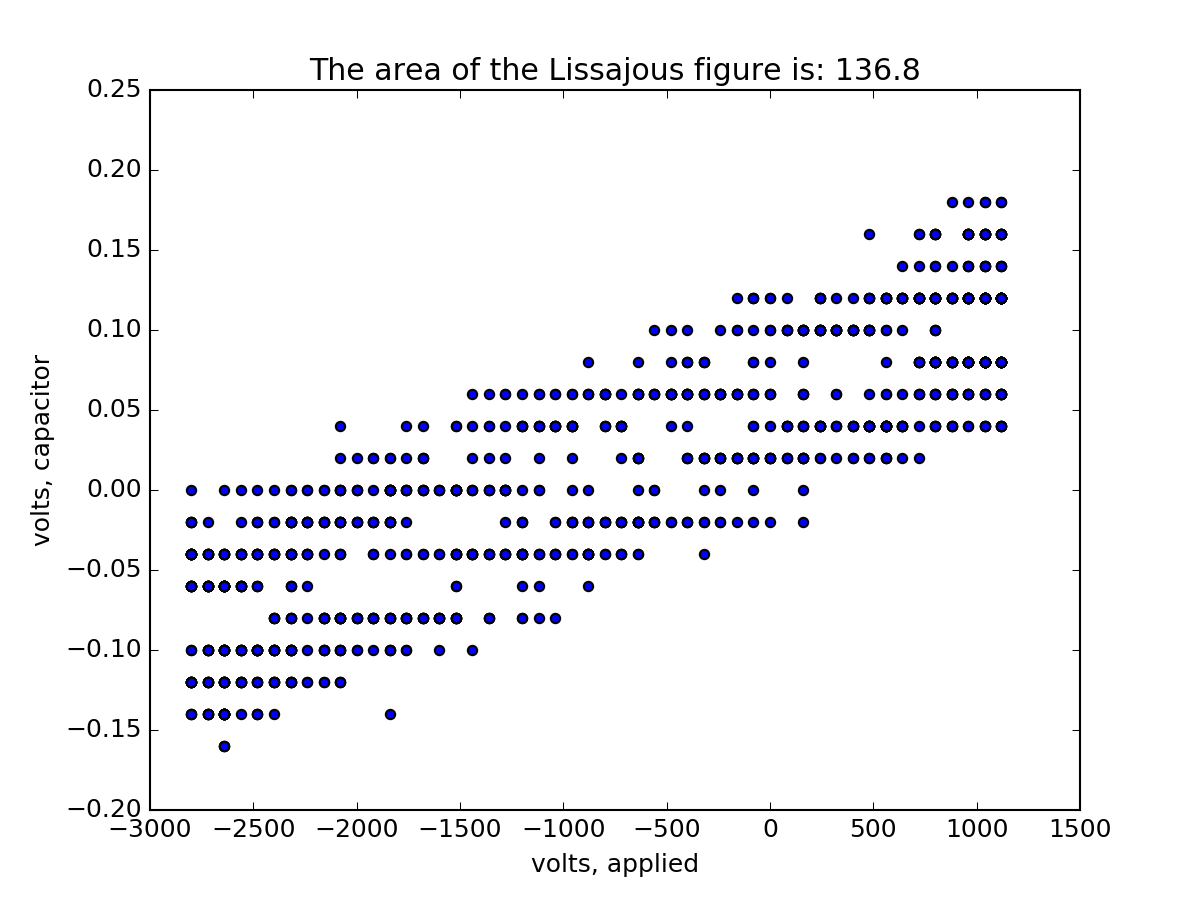 The area of the Lissajous figure is: 136.8
0.25
0.20
0.15
0.10
0.05
0.00
−0.05
−0.10
−0.15
−0.20
volts, capacitor
−3000 −2500 −2000 −1500 −1000 −500 0 500 1000 1500
volts, applied